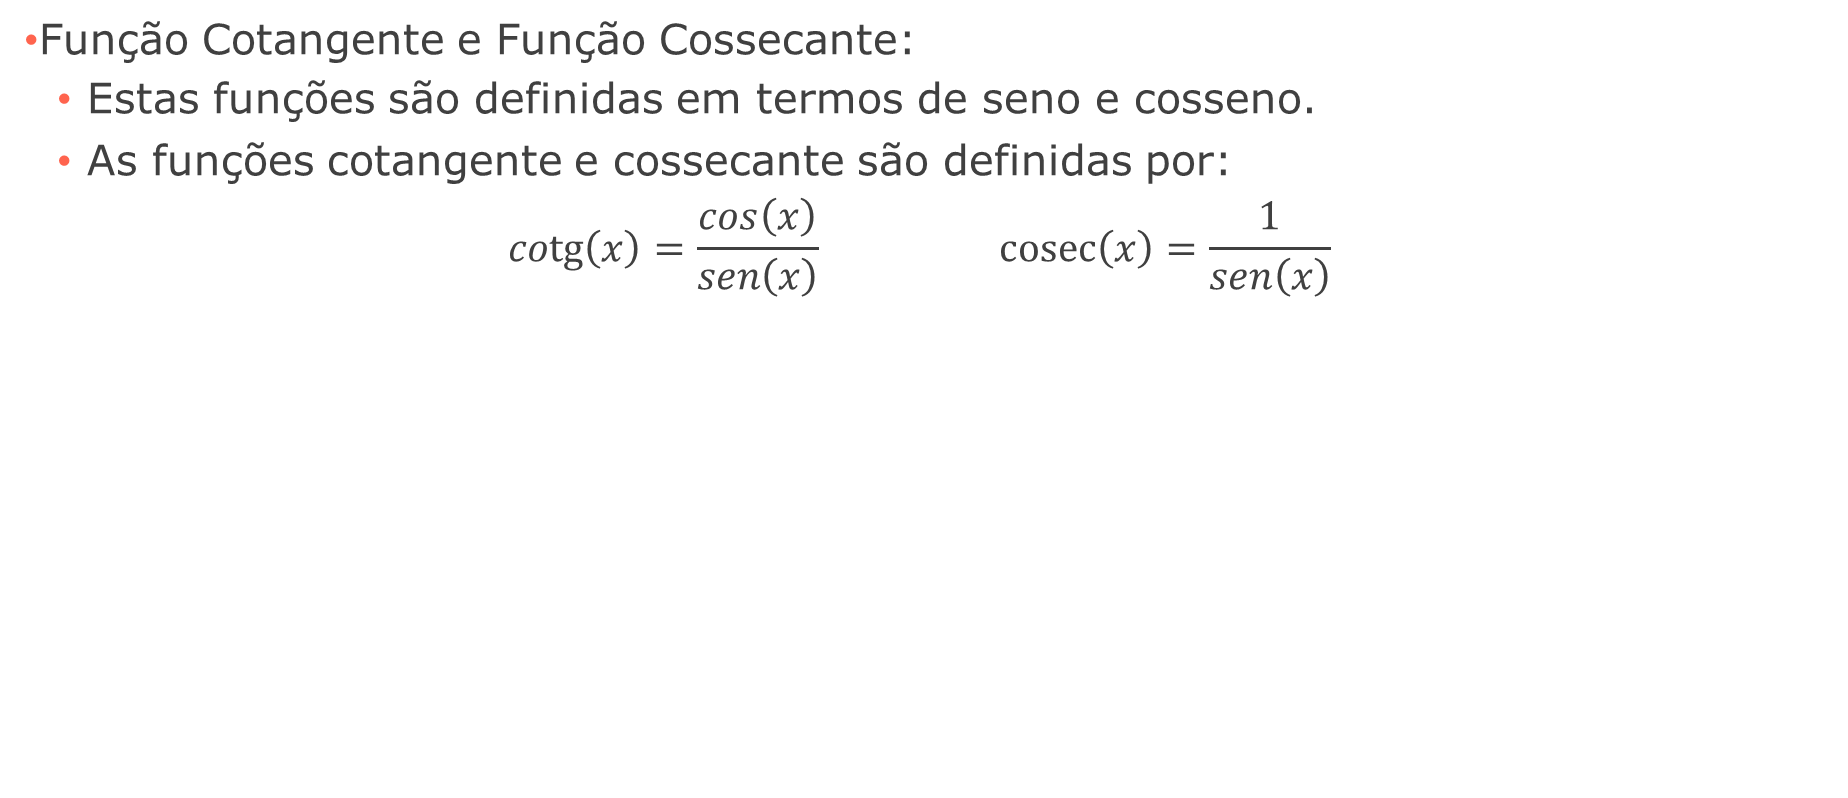 •Função Cotangente e Função Cossecante:
• Estas funções são definidas em termos de seno e cosseno.
• As funções cotangente e cossecante são definidas por:
cotg(x) = cos(x)/sen(x) cosec(x) = 1/sen(x)